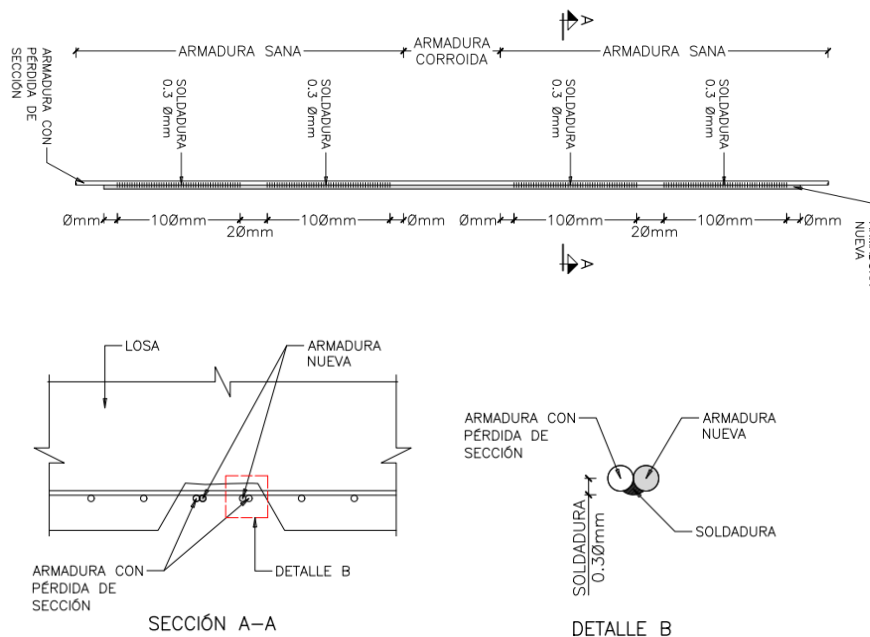 A
ARMADURA SANA
ARMADURA
CORROIDA
ARMADURA SANA
ARMADURA CON
PÉRDIDA DE
SECCIÓN
SOLDADURA
0.3 Ømm
SOLDADURA
0.3 Ømm
SOLDADURA
0.3 Ømm
SOLDADURA
0.3 Ømm
Ømm
10Ømm
2Ømm
10Ømm
Ømm
Ømm
10Ømm
2Ømm
10Ømm
Ømm
NUEVA
A
LOSA
ARMADURA
NUEVA
ARMADURA CON
PÉRDIDA DE
SECCIÓN
DETALLE B
SECCIÓN A-A
ARMADURA CON
PÉRDIDA DE
SECCIÓN
ARMADURA
NUEVA
SOLDADURA
0.3Ømm
SOLDADURA
DETALLE B